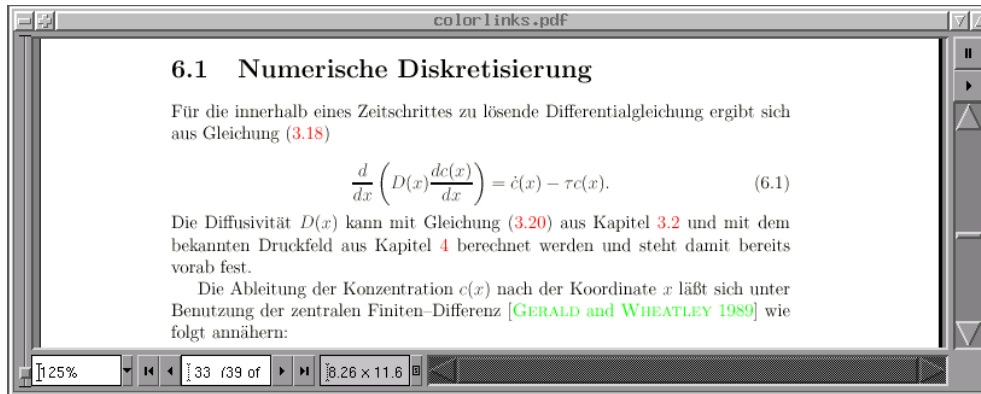 colorlinks.pdf
6.1 Numerische Diskretisierung
Für die innerhalb eines Zeitschrittes zu lösende Differentialgleichung ergibt sich
aus Gleichung (3.18)
d/dx ( D(x) dc(x)/dx ) = ċ(x) − τc(x). (6.1)
Die Diffusivität D(x) kann mit Gleichung (3.20) aus Kapitel 3.2 und mit dem
bekannten Druckfeld aus Kapitel 4 berechnet werden und steht damit bereits
vorab fest.
Die Ableitung der Konzentration c(x) nach der Koordinate x läßt sich unter
Benutzung der zentralen Finiten–Differenz [GERALD and WHEATLEY 1989] wie
folgt annähern:
125% 33 /39 of 8.26 × 11.6